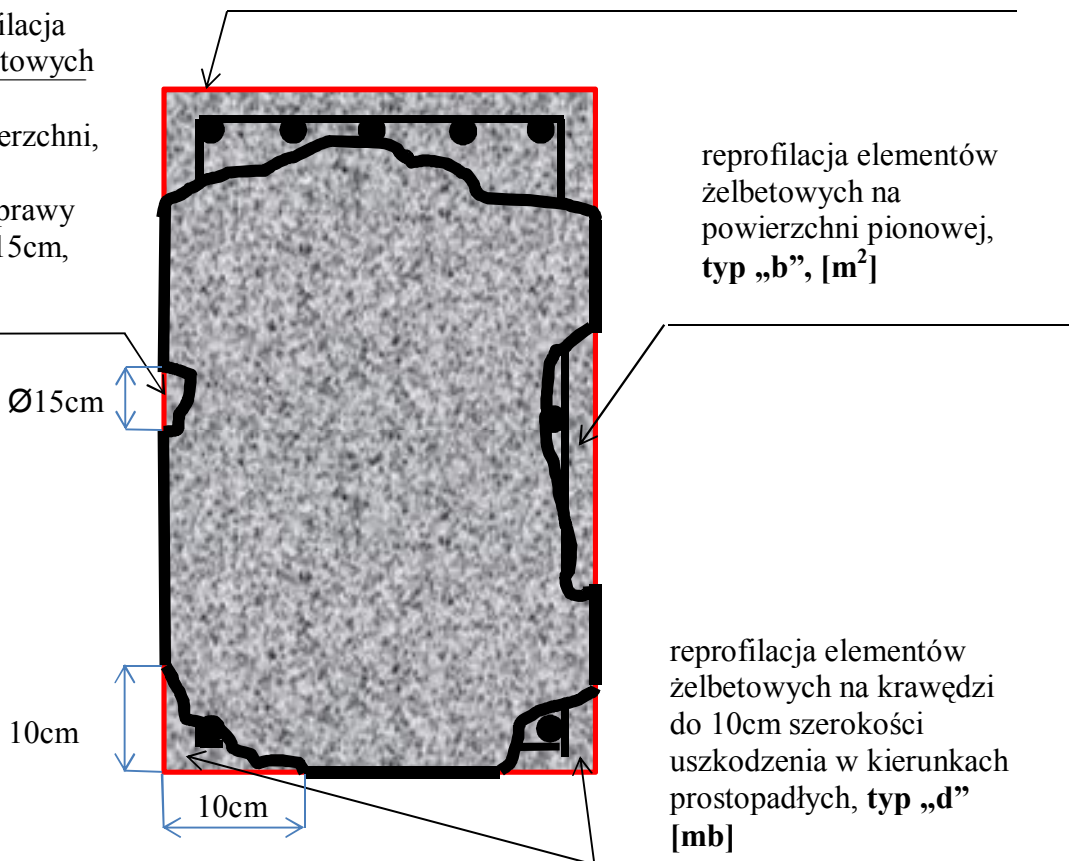 filacja
towych
erzchni,
prawy
15cm,
reprofilacja elementów
żelbetowych na
powierzchni pionowej,
typ „b”, [m²]
Ø15cm
10cm
10cm
reprofilacja elementów
żelbetowych na krawędzi
do 10cm szerokości
uszkodzenia w kierunkach
prostopadłych, typ „d”
[mb]